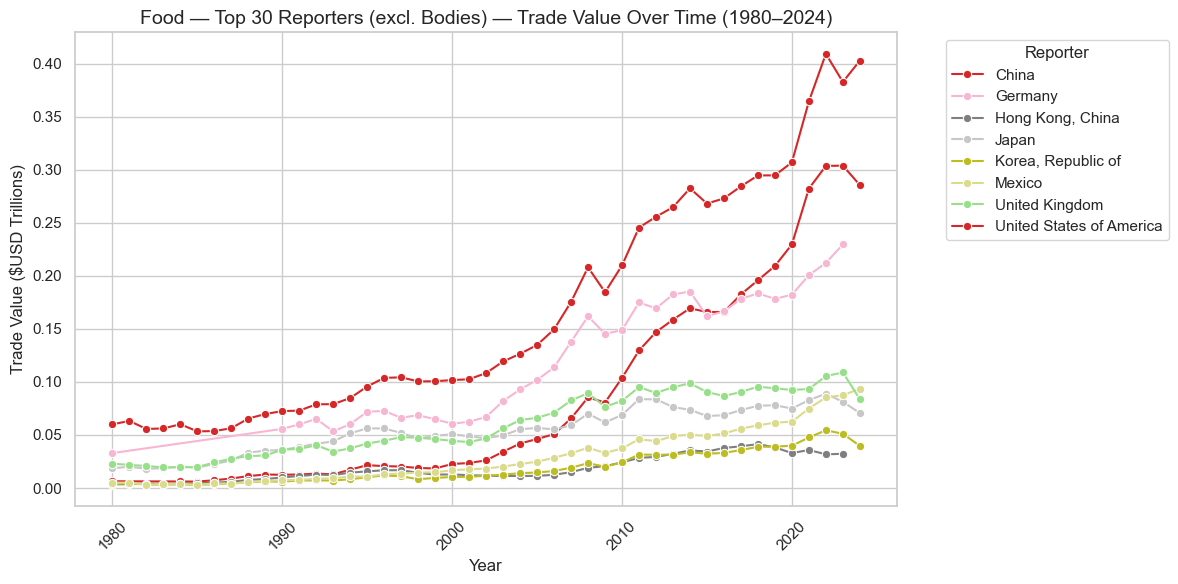 Food — Top 30 Reporters (excl. Bodies) — Trade Value Over Time (1980–2024)
Trade Value ($USD Trillions)
0.40
0.35
0.30
0.25
0.20
0.15
0.10
0.05
0.00
1980
1990
2000
2010
2020
Year
Reporter
China
Germany
Hong Kong, China
Japan
Korea, Republic of
Mexico
United Kingdom
United States of America